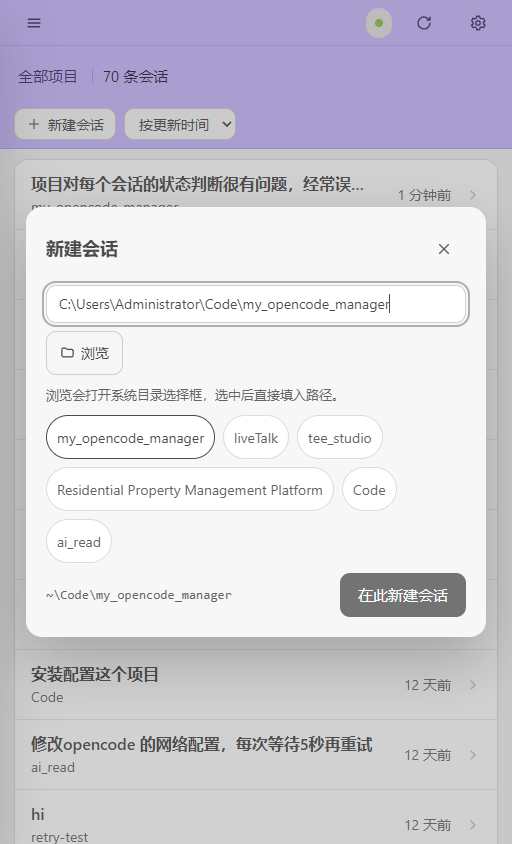 全部项目 70 条会话
新建会话 按更新时间
项目对每个会话的状态判断很有问题，经常误...
1 分钟前
my_opencode_manager
新建会话
C:\Users\Administrator\Code\my_opencode_manager
浏览
浏览会打开系统目录选择框，选中后直接填入路径。
my_opencode_manager liveTalk tee_studio
Residential Property Management Platform Code
ai_read
~\Code\my_opencode_manager 在此新建会话
安装配置这个项目
12 天前
Code
修改opencode 的网络配置，每次等待5秒再重试
12 天前
ai_read
hi
12 天前
retry-test